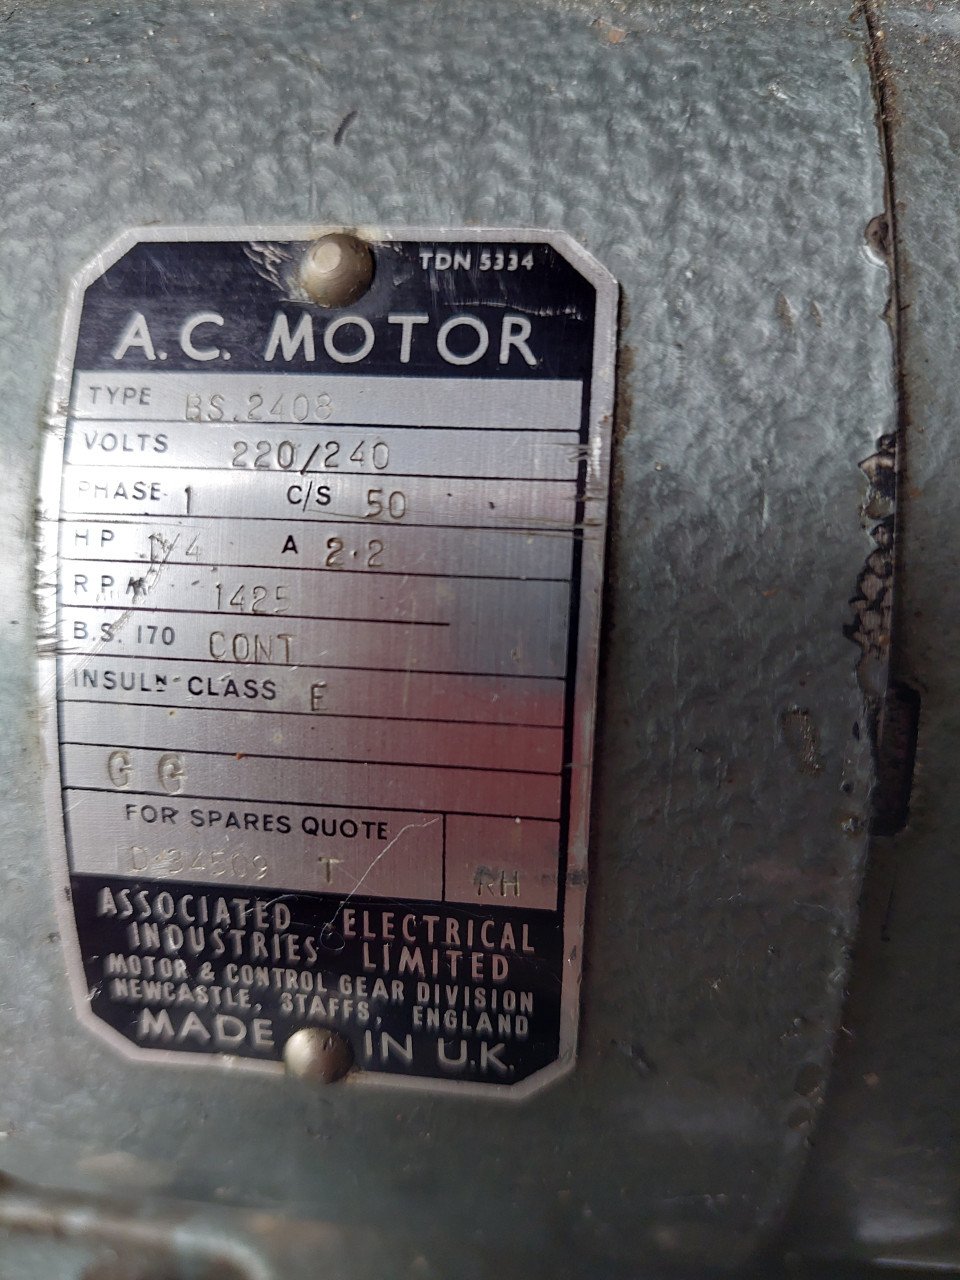 TDN 5334
A.C. MOTOR
TYPE BS.2408
VOLTS 220/240
PHASE 1 C/S 50
HP 1/4 A 2.2
RPM 1425
B.S. 170 CONT
INSULN CLASS E
G G
FOR SPARES QUOTE
D 34509 T RH
ASSOCIATED ELECTRICAL
INDUSTRIES LIMITED
MOTOR & CONTROL GEAR DIVISION
NEWCASTLE, STAFFS, ENGLAND
MADE IN U.K.